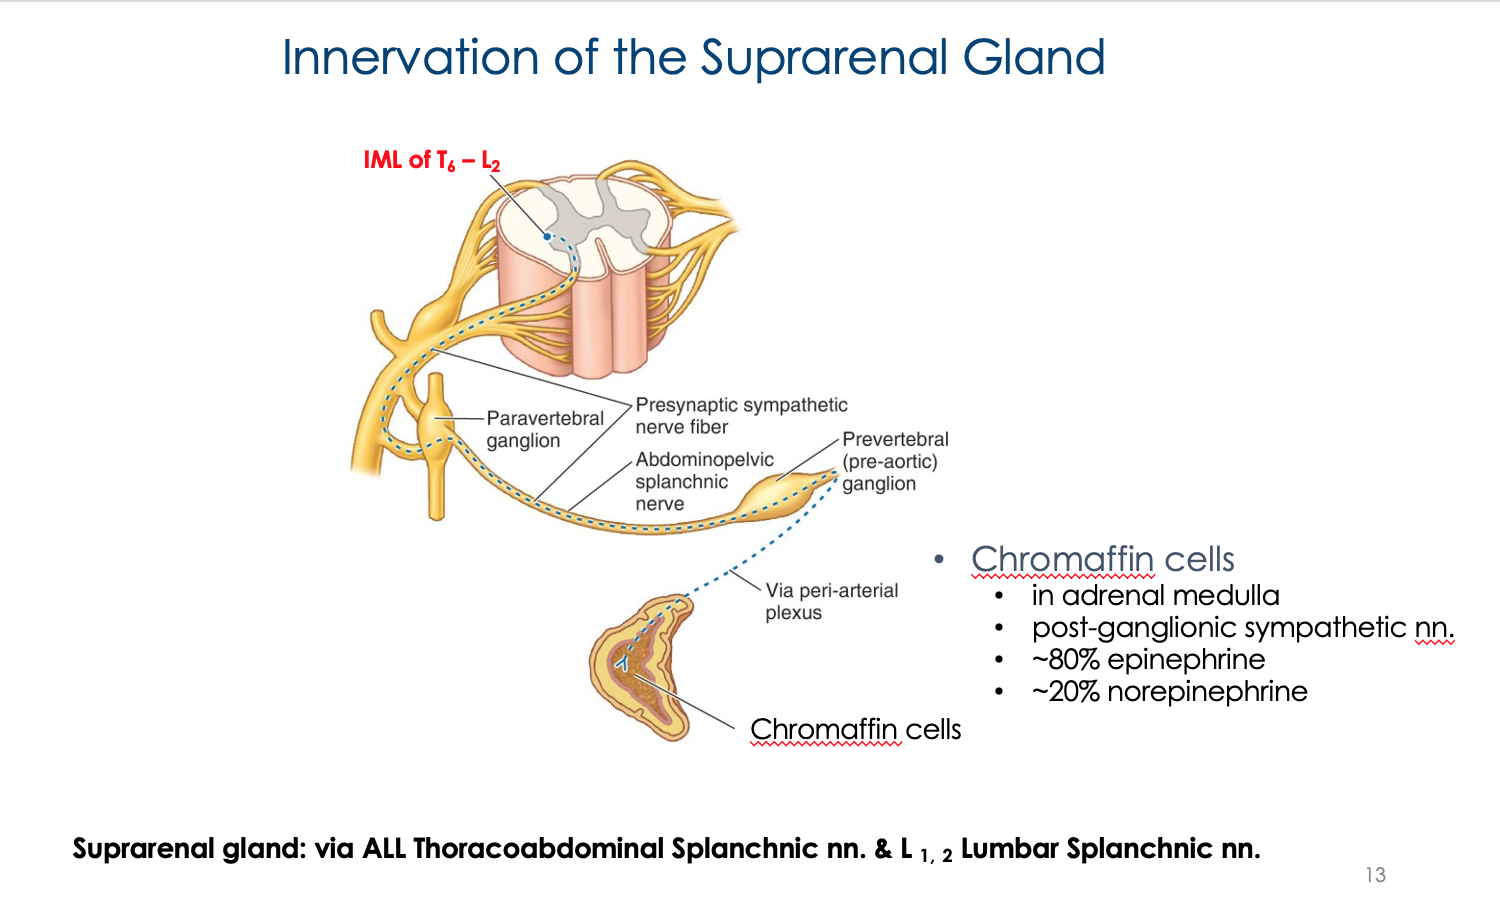 Innervation of the Suprarenal Gland
IML of T6 – L2
Paravertebral
ganglion
Presynaptic sympathetic
nerve fiber
Abdominopelvic
splanchnic
nerve
Prevertebral
(pre-aortic)
ganglion
Via peri-arterial
plexus
Chromaffin cells
• Chromaffin cells
• in adrenal medulla
• post-ganglionic sympathetic nn.
• ~80% epinephrine
• ~20% norepinephrine
Suprarenal gland: via ALL Thoracoabdominal Splanchnic nn. & L 1, 2 Lumbar Splanchnic nn.
13